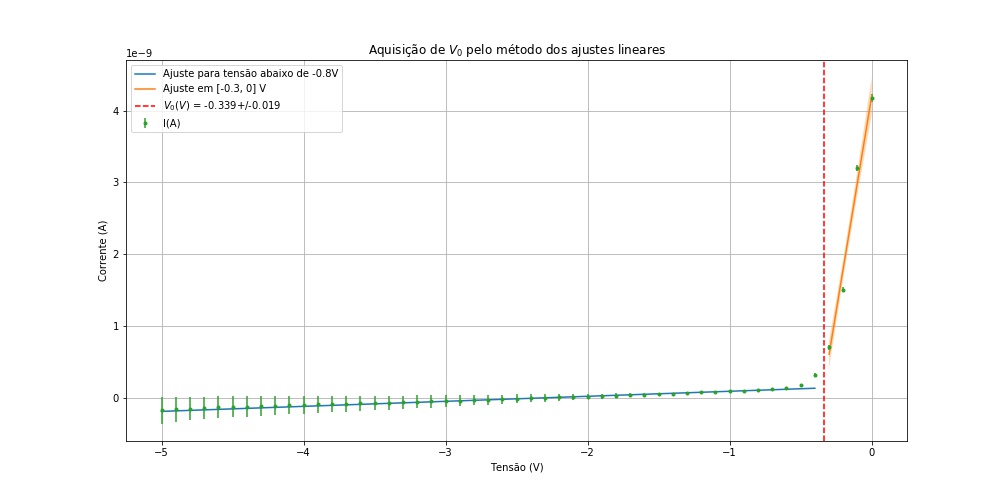 Aquisição de V₀ pelo método dos ajustes lineares
1e−9
Ajuste para tensão abaixo de -0.8V
Ajuste em [-0.3, 0] V
V₀(V) = -0.339+/-0.019
I(A)
4
3
2
1
0
Corrente (A)
−5 −4 −3 −2 −1 0
Tensão (V)